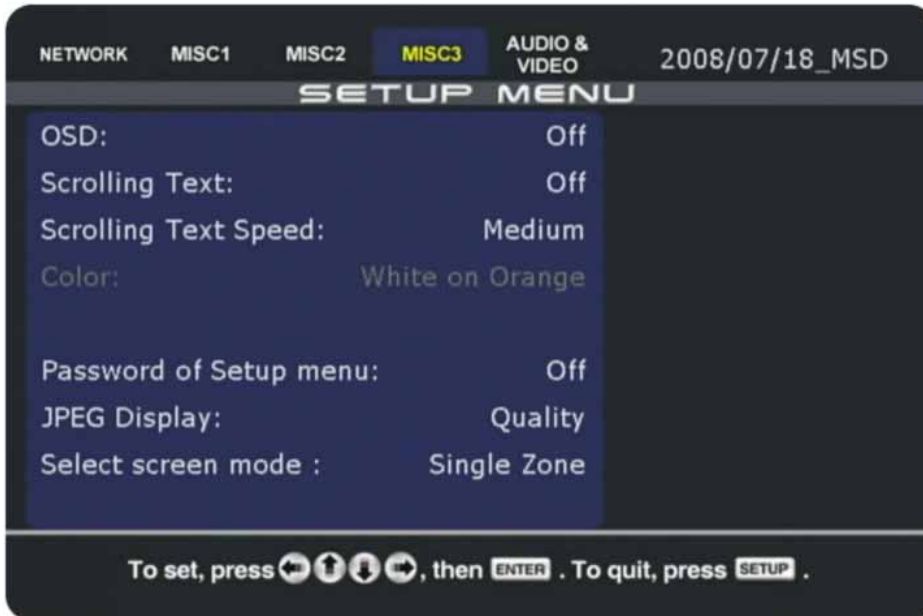 NETWORK MISC1 MISC2 MISC3 AUDIO & VIDEO 2008/07/18_MSD
SETUP MENU
OSD: Off
Scrolling Text: Off
Scrolling Text Speed: Medium
Color: White on Orange
Password of Setup menu: Off
JPEG Display: Quality
Select screen mode : Single Zone
To set, press , then ENTER . To quit, press SETUP .